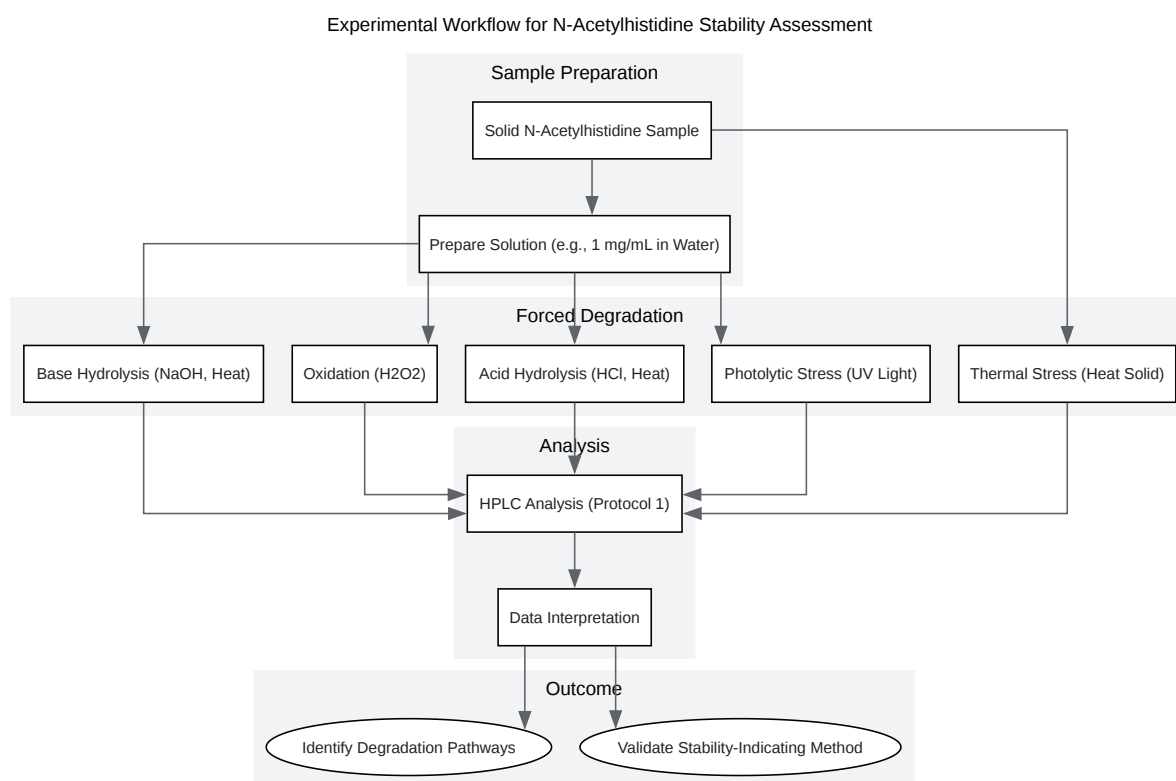 Experimental Workflow for N-Acetylhistidine Stability Assessment
Sample Preparation
Solid N-Acetylhistidine Sample
Prepare Solution (e.g., 1 mg/mL in Water)
Forced Degradation
Base Hydrolysis (NaOH, Heat)
Oxidation (H2O2)
Acid Hydrolysis (HCl, Heat)
Photolytic Stress (UV Light)
Thermal Stress (Heat Solid)
Analysis
HPLC Analysis (Protocol 1)
Data Interpretation
Outcome
Identify Degradation Pathways
Validate Stability-Indicating Method